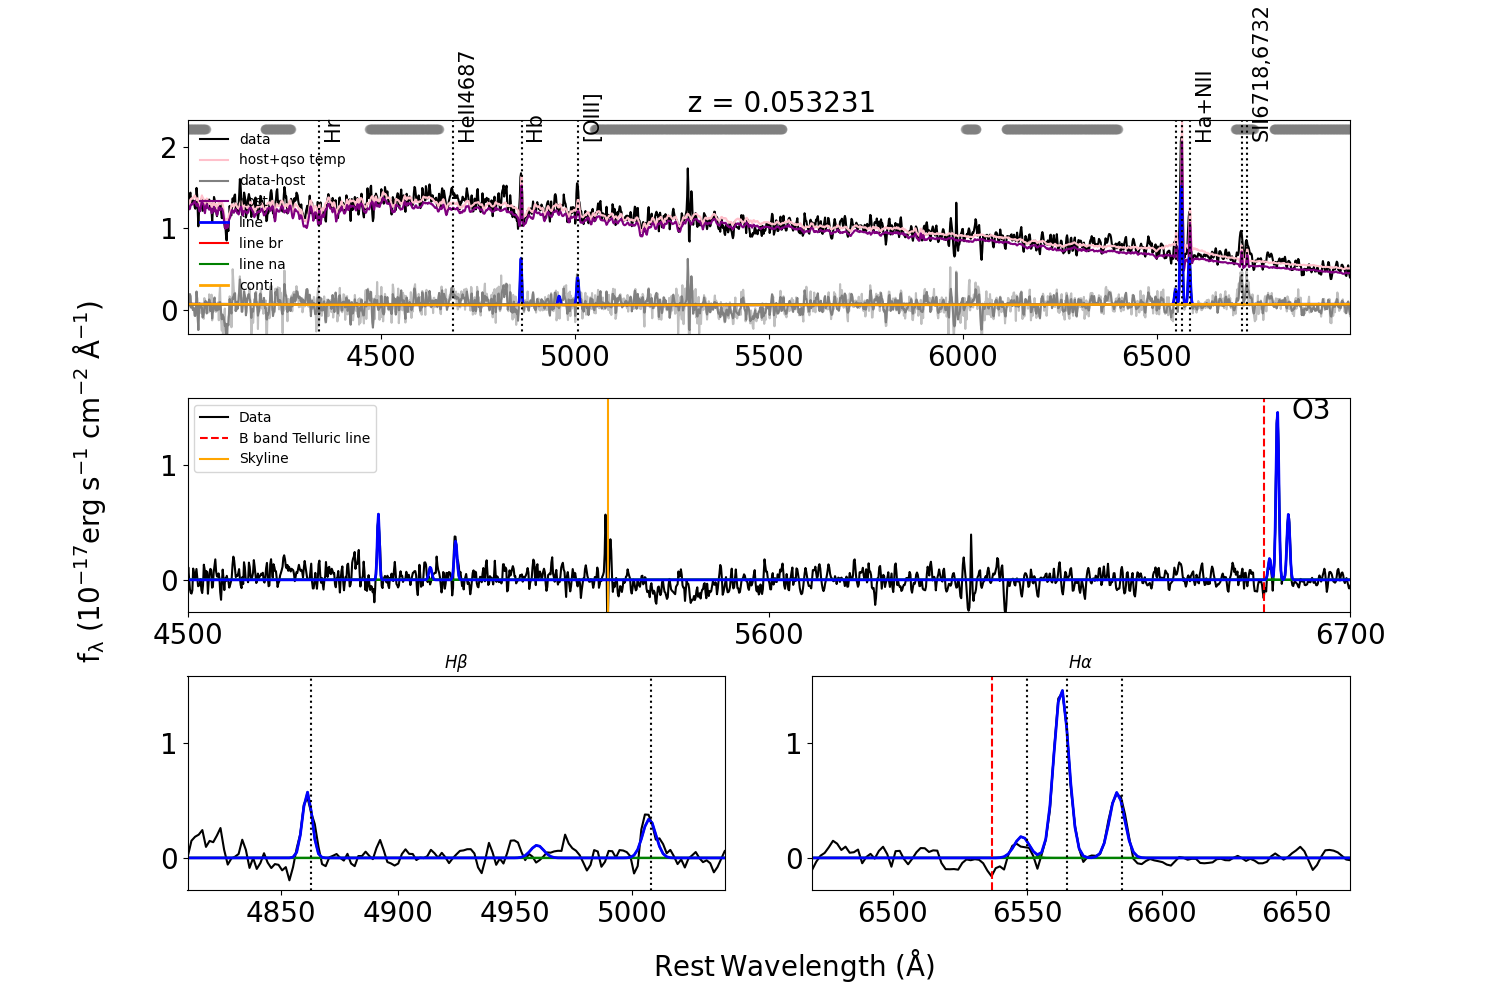 z = 0.053231
Hr
HeII4687
Hb
[OIII]
Ha+NII
SII6718,6732
data
host+qso temp
data-host
host
line
line br
line na
conti
2
1
0
4500
5000
5500
6000
6500
Data
B band Telluric line
Skyline
O3
1
0
4500
5600
6700
fλ (10⁻¹⁷erg s⁻¹ cm⁻² Å⁻¹)
Hβ
1
0
4850
4900
4950
5000
Hα
1
0
6500
6550
6600
6650
Rest Wavelength (Å)